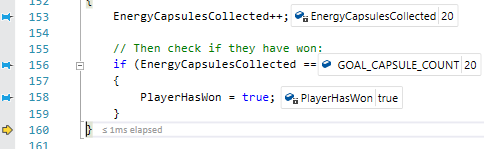 152 {
153 EnergyCapsulesCollected++; EnergyCapsulesCollected 20
154
155 // Then check if they have won:
156 if (EnergyCapsulesCollected == GOAL_CAPSULE_COUNT 20
157 {
158 PlayerHasWon = true; PlayerHasWon true
159 }
160 } ≤ 1ms elapsed